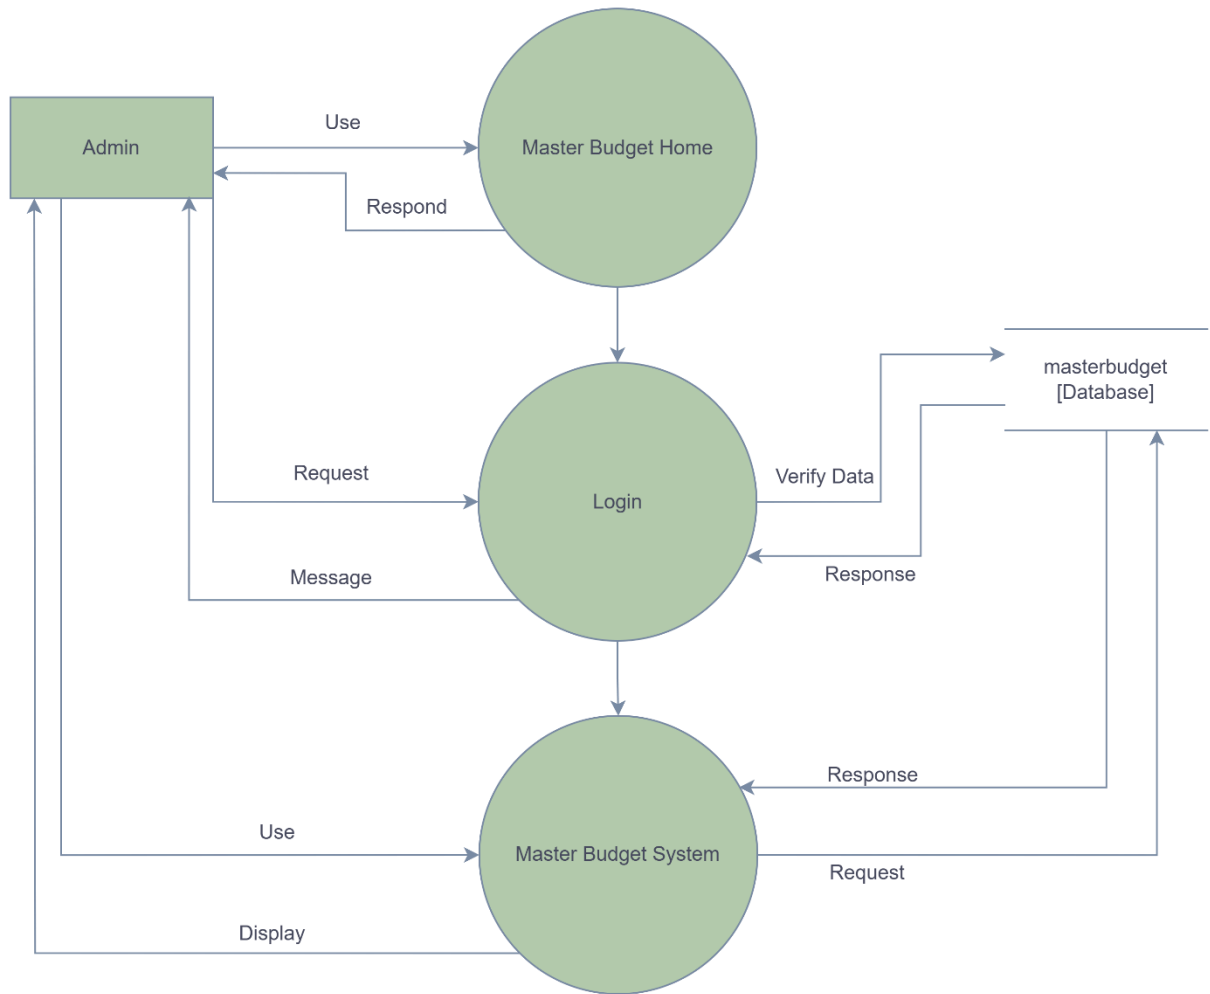 Use
Admin
Master Budget Home
Respond
masterbudget
[Database]
Request
Verify Data
Login
Message
Response
Response
Use
Master Budget System
Request
Display